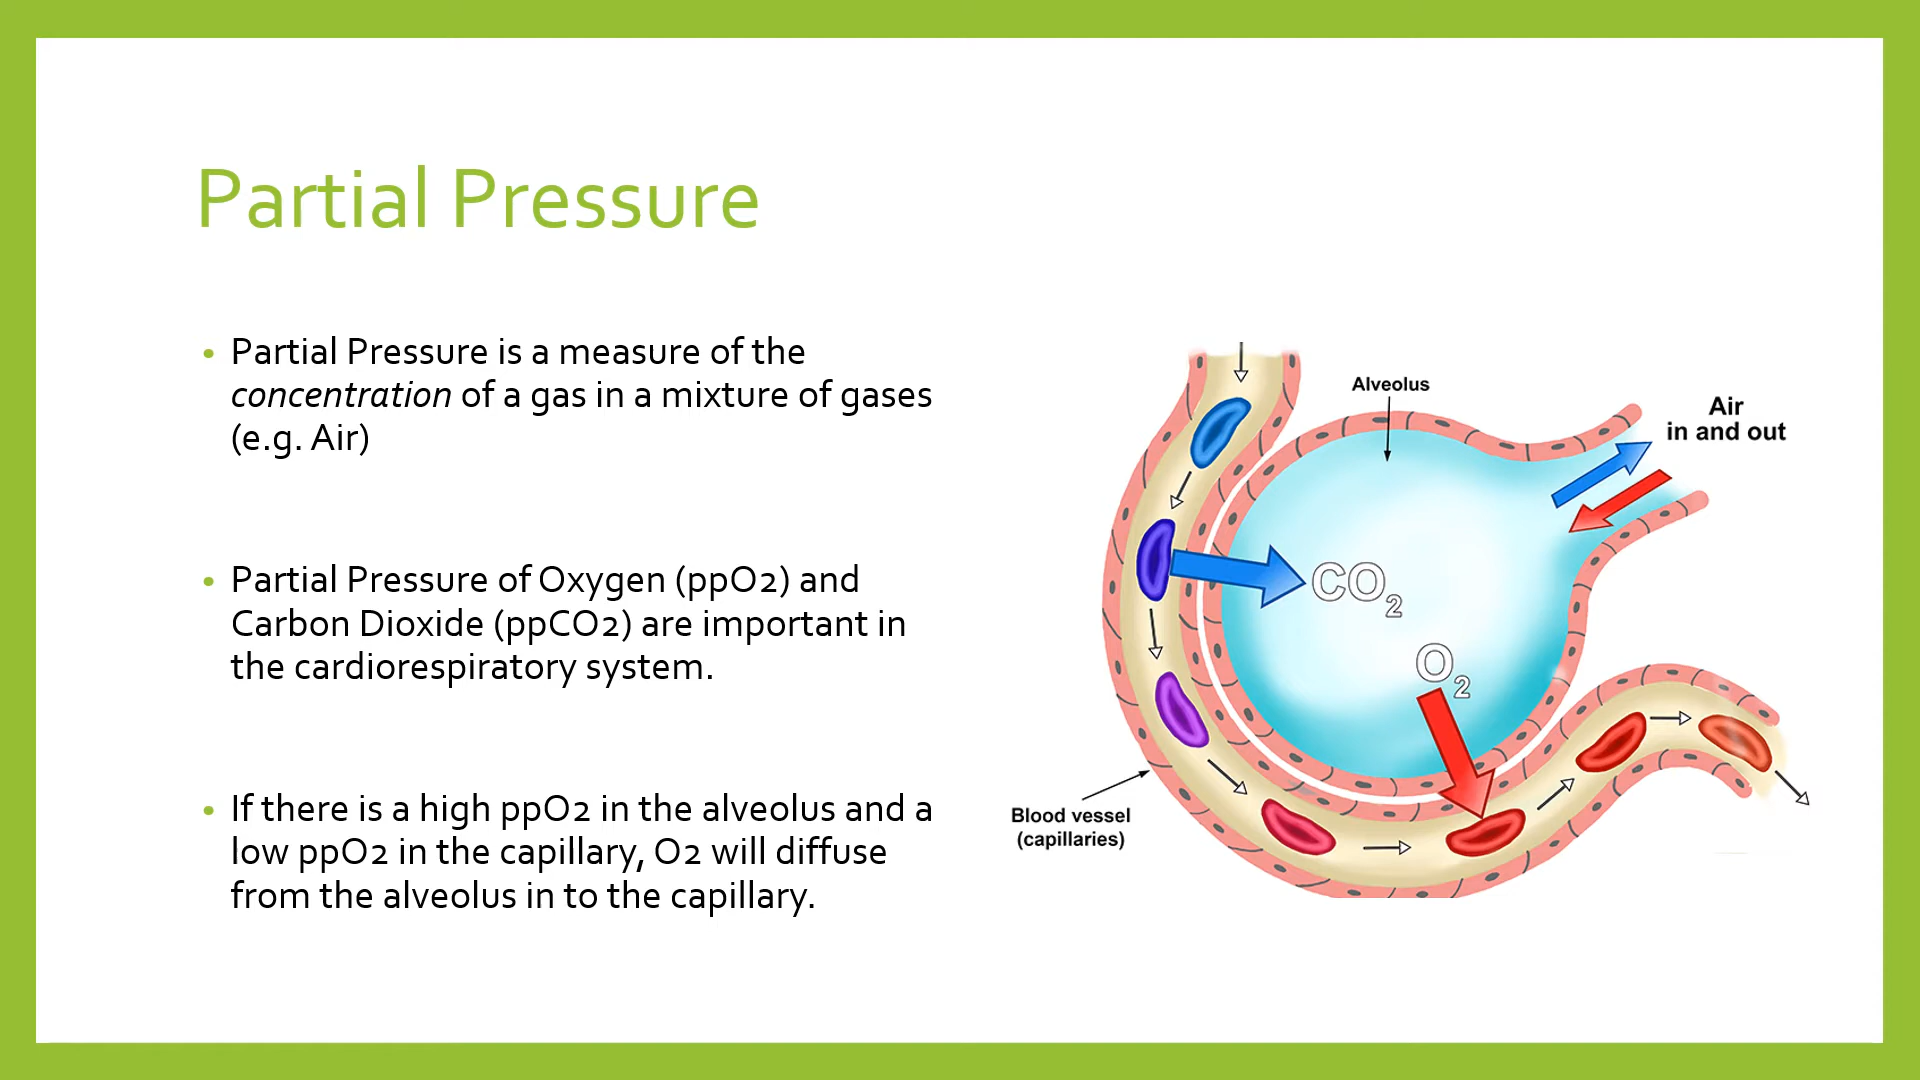 Partial Pressure
• Partial Pressure is a measure of the
concentration of a gas in a mixture of gases
(e.g. Air)
• Partial Pressure of Oxygen (ppO2) and
Carbon Dioxide (ppCO2) are important in
the cardiorespiratory system.
• If there is a high ppO2 in the alveolus and a
low ppO2 in the capillary, O2 will diffuse
from the alveolus in to the capillary.
Alveolus
Air
in and out
CO2
O2
Blood vessel
(capillaries)